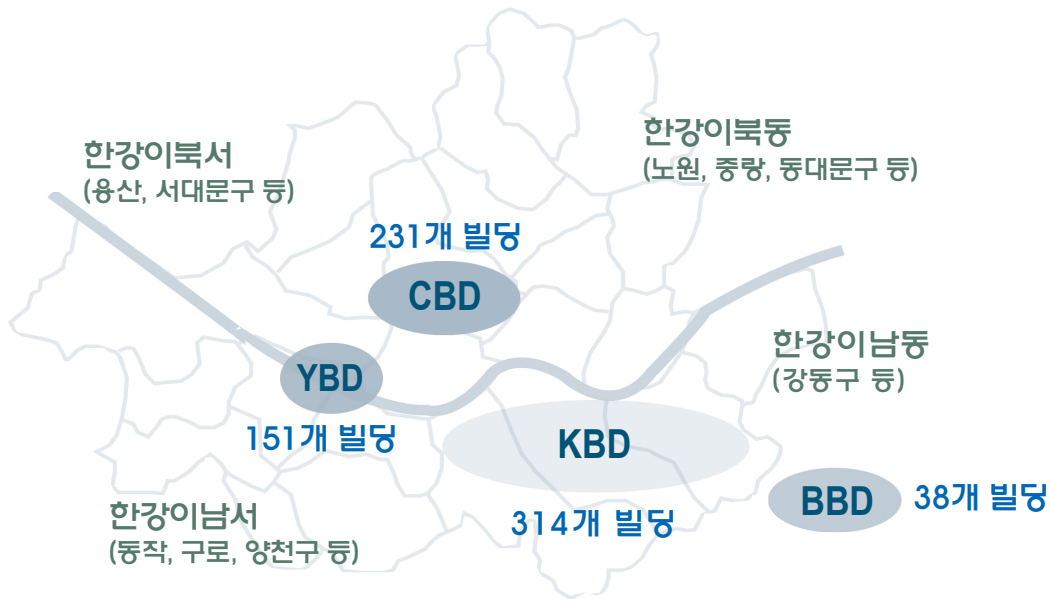 한강이북동
(노원, 중랑, 동대문구 등)
한강이북서
(용산, 서대문구 등)
231개 빌딩
CBD
한강이남동
(강동구 등)
YBD
151개 빌딩
KBD
BBD
38개 빌딩
한강이남서
(동작, 구로, 양천구 등)
314개 빌딩